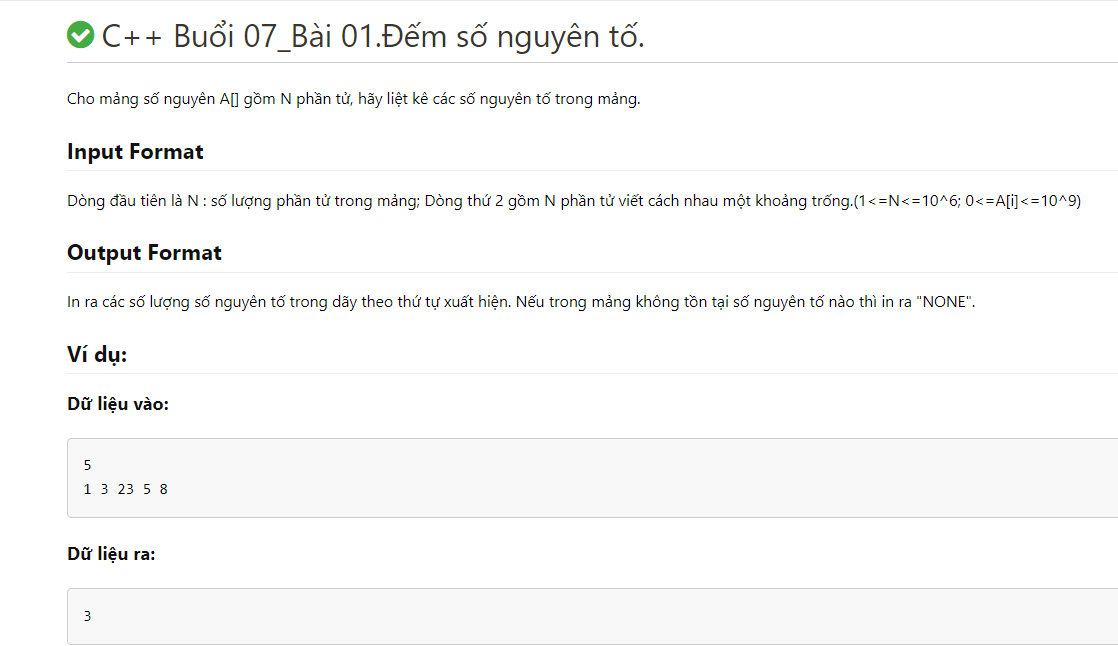 C++ Buổi 07_Bài 01.Đếm số nguyên tố.
Cho mảng số nguyên A[] gồm N phần tử, hãy liệt kê các số nguyên tố trong mảng.
Input Format
Dòng đầu tiên là N : số lượng phần tử trong mảng; Dòng thứ 2 gồm N phần tử viết cách nhau một khoảng trống.(1<=N<=10^6; 0<=A[i]<=10^9)
Output Format
In ra các số lượng số nguyên tố trong dãy theo thứ tự xuất hiện. Nếu trong mảng không tồn tại số nguyên tố nào thì in ra "NONE".
Ví dụ:
Dữ liệu vào:
5
1 3 23 5 8
Dữ liệu ra:
3